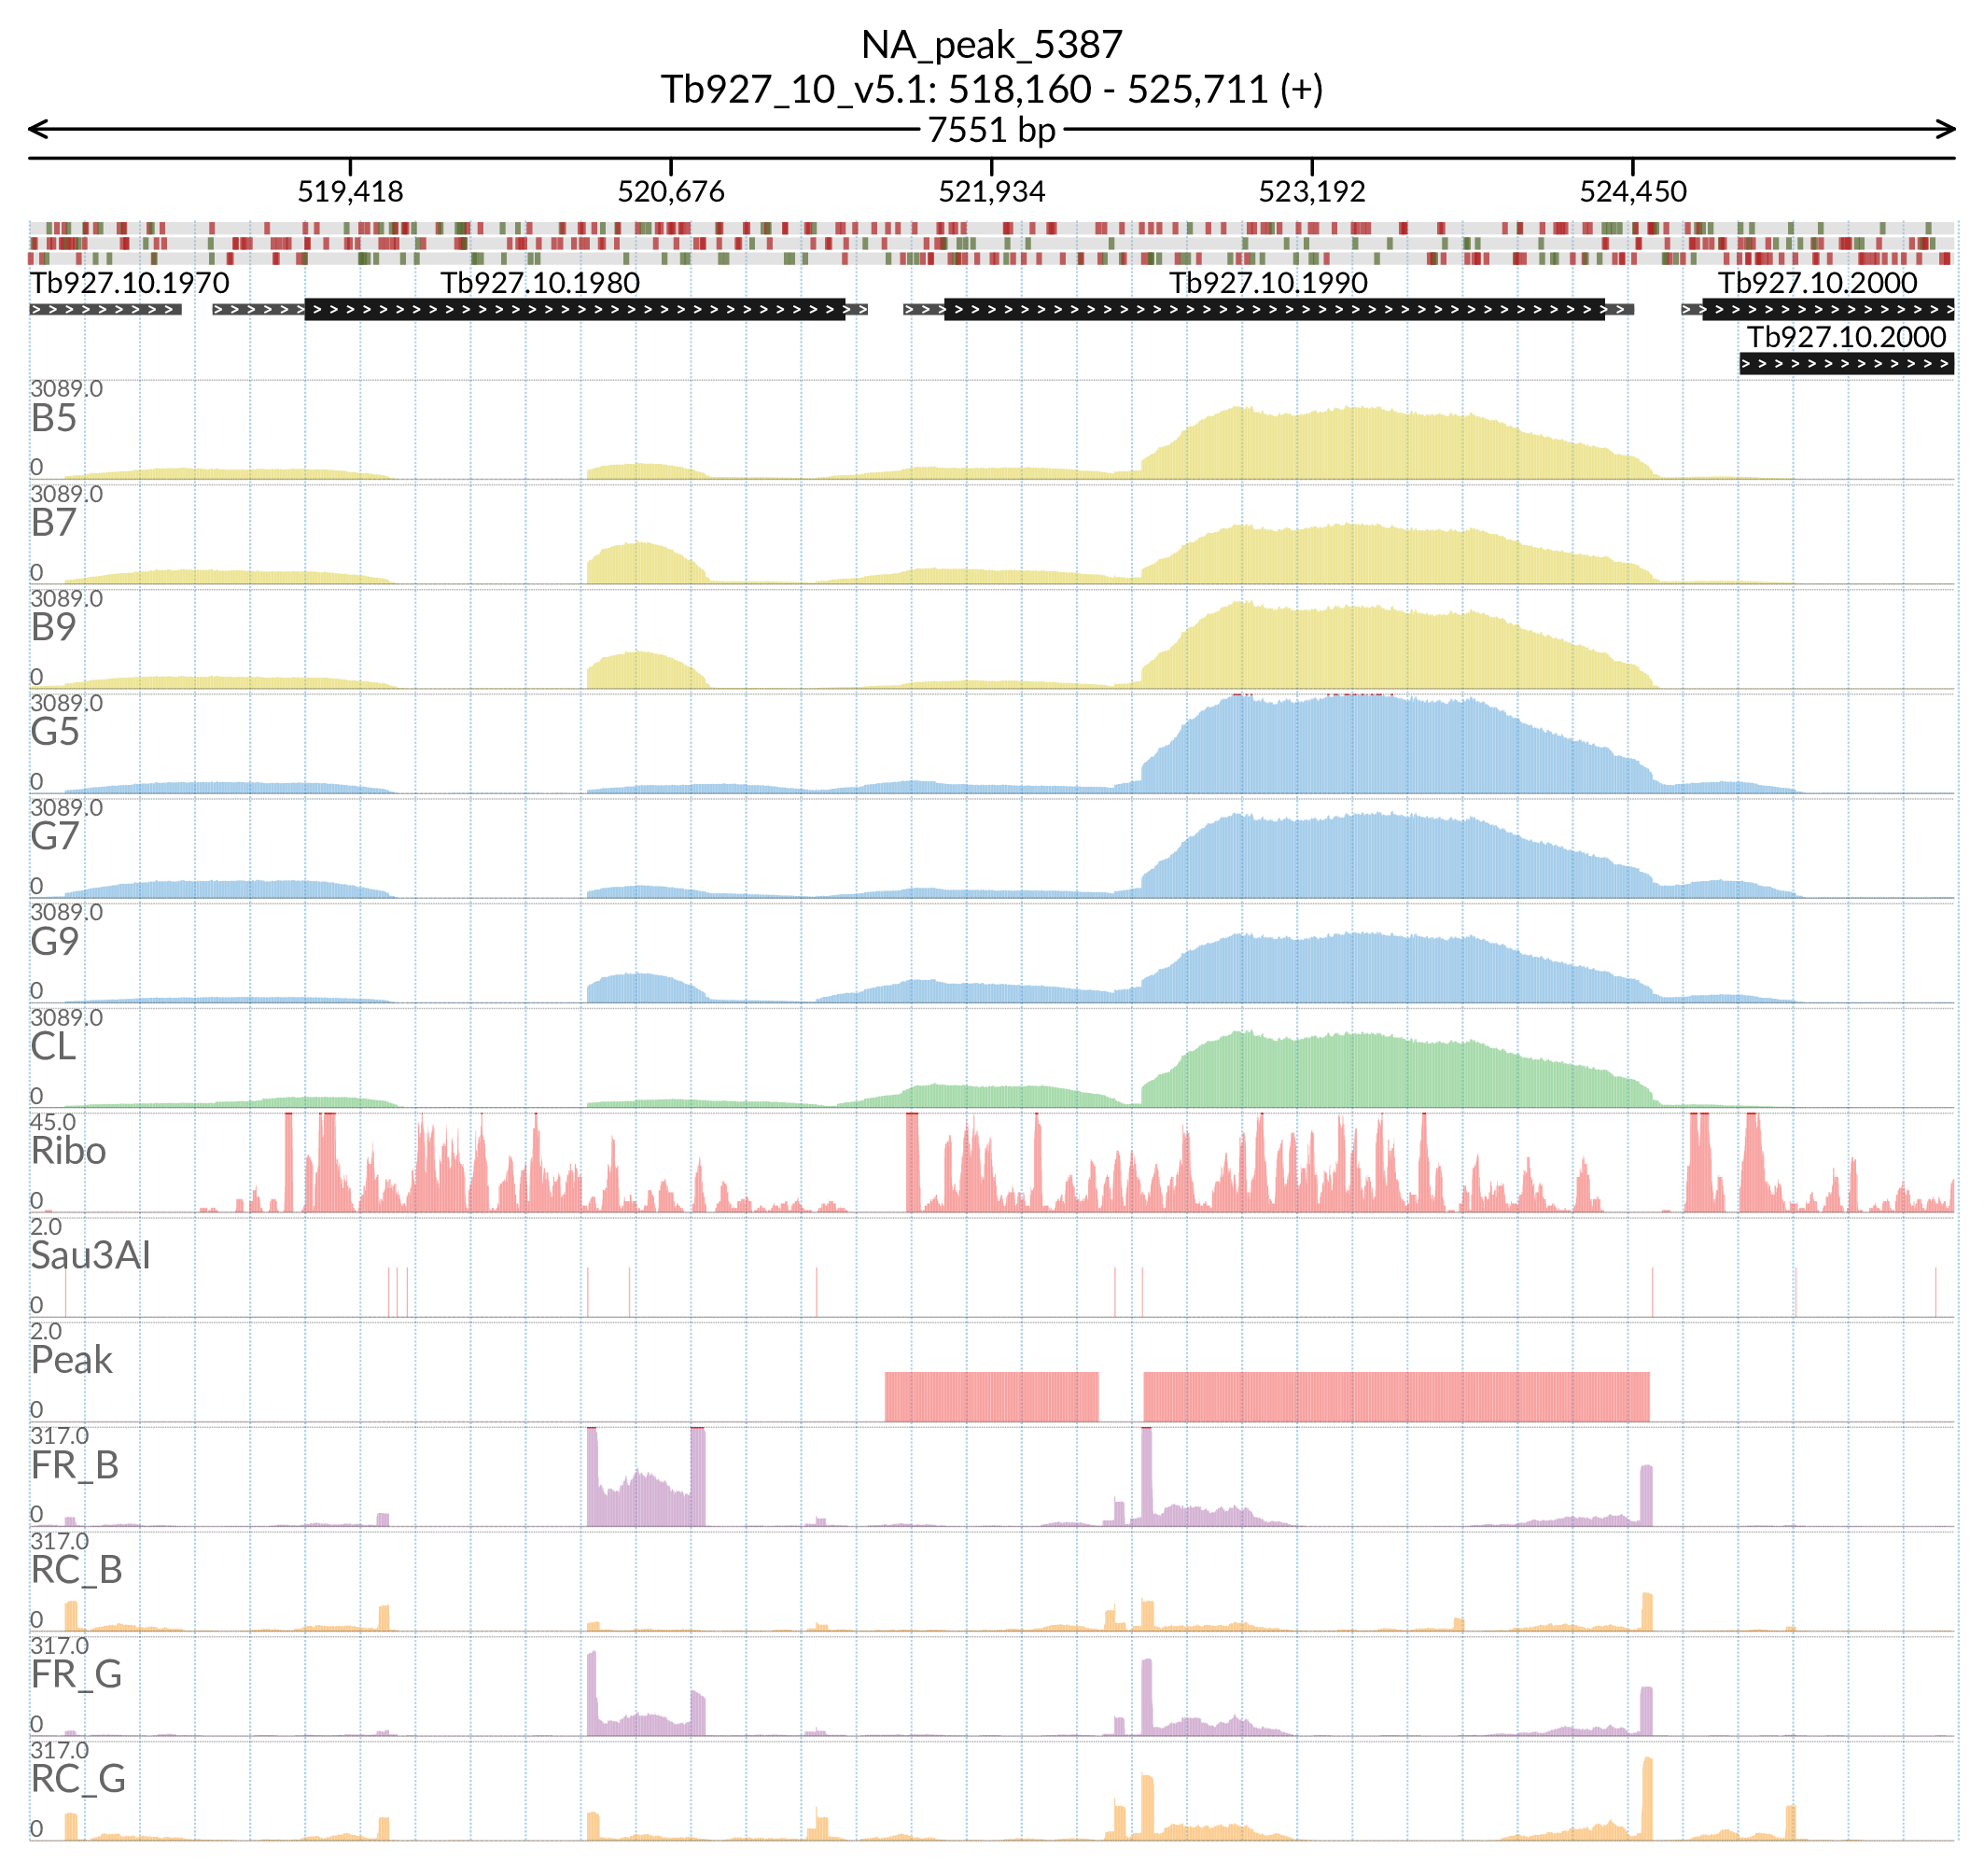 NA_peak_5387
Tb927_10_v5.1: 518,160 - 525,711 (+)
7551 bp
519,418 520,676 521,934 523,192 524,450
Tb927.10.1970 Tb927.10.1980 Tb927.10.1990 Tb927.10.2000
Tb927.10.2000
3089.0
B5
0
3089.0
B7
0
3089.0
B9
0
3089.0
G5
0
3089.0
G7
0
3089.0
G9
0
3089.0
CL
0
45.0
Ribo
0
2.0
Sau3AI
0
2.0
Peak
0
317.0
FR_B
0
317.0
RC_B
0
317.0
FR_G
0
317.0
RC_G
0